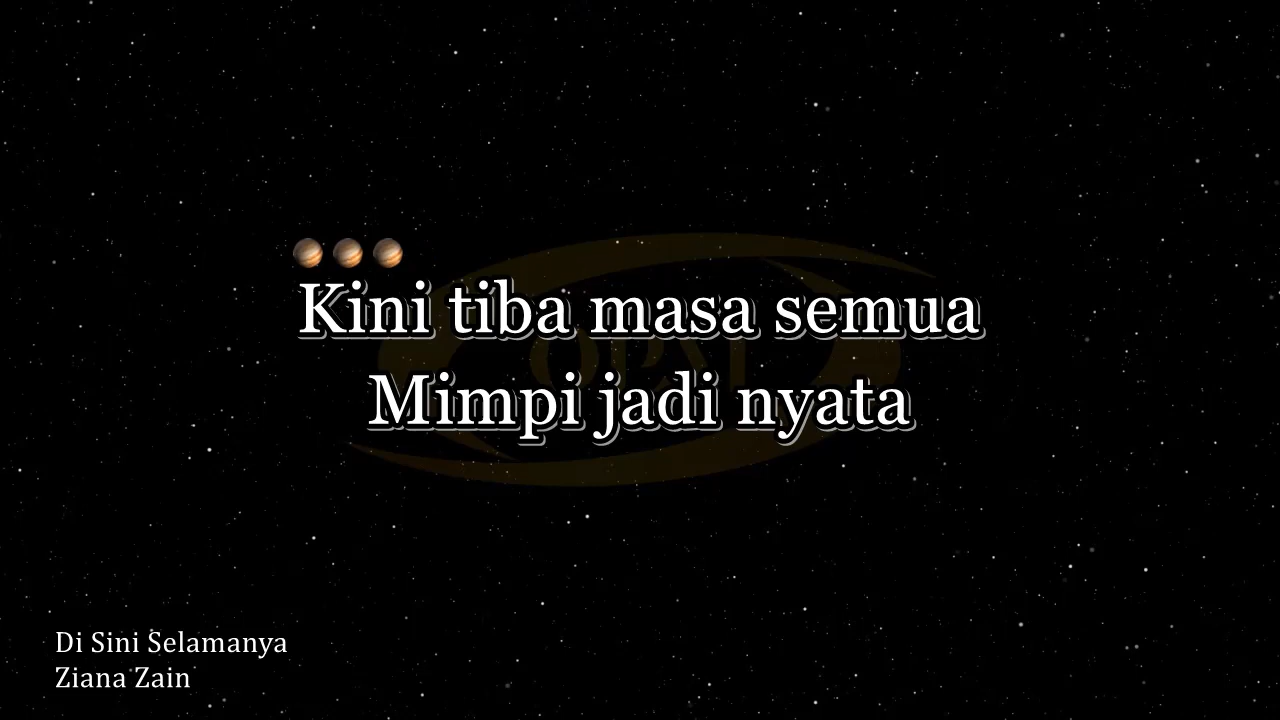 Kini tiba masa semua
Mimpi jadi nyata
Di Sini Selamanya
Ziana Zain